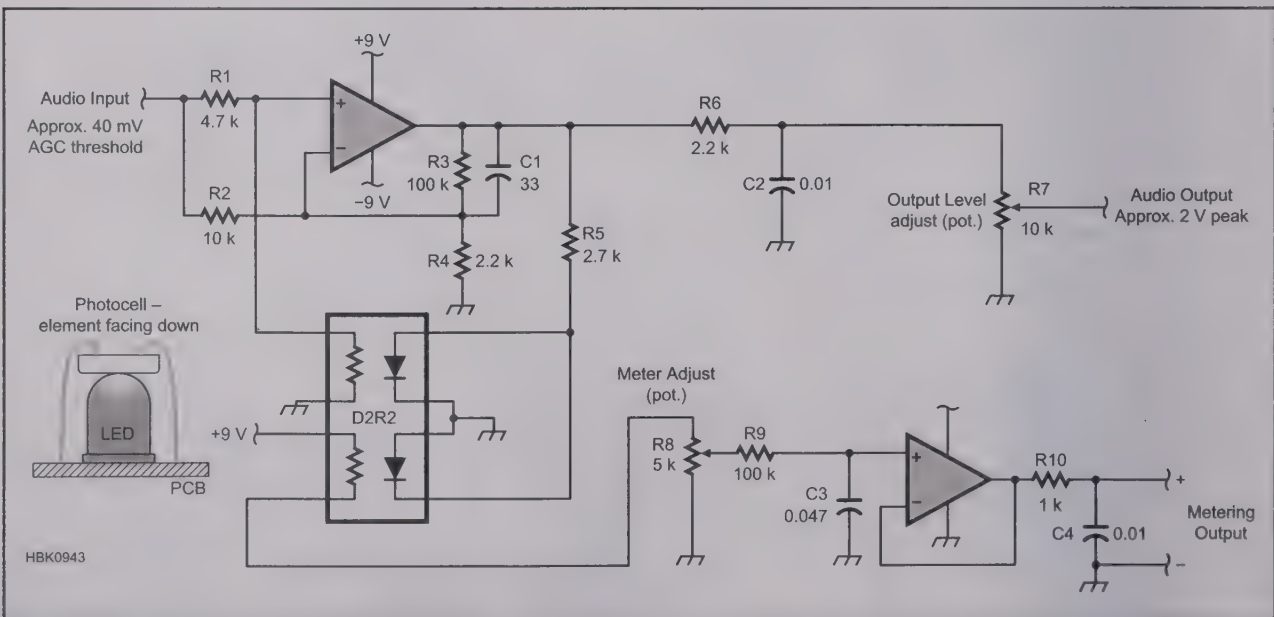 +9 V
R1
Audio Input
4.7 k
Approx. 40 mV
AGC threshold
+
−
R3
100 k
C1
33
−9 V
R2
10 k
R4
2.2 k
R5
2.7 k
R6
2.2 k
C2
0.01
Output Level
adjust (pot.)
R7
10 k
Audio Output
Approx. 2 V peak
Photocell –
element facing down
LED
PCB
D2R2
+9 V
Meter Adjust
(pot.)
R8
5 k
R9
100 k
C3
0.047
+
−
R10
1 k
C4
0.01
+
Metering
Output
−
HBK0943